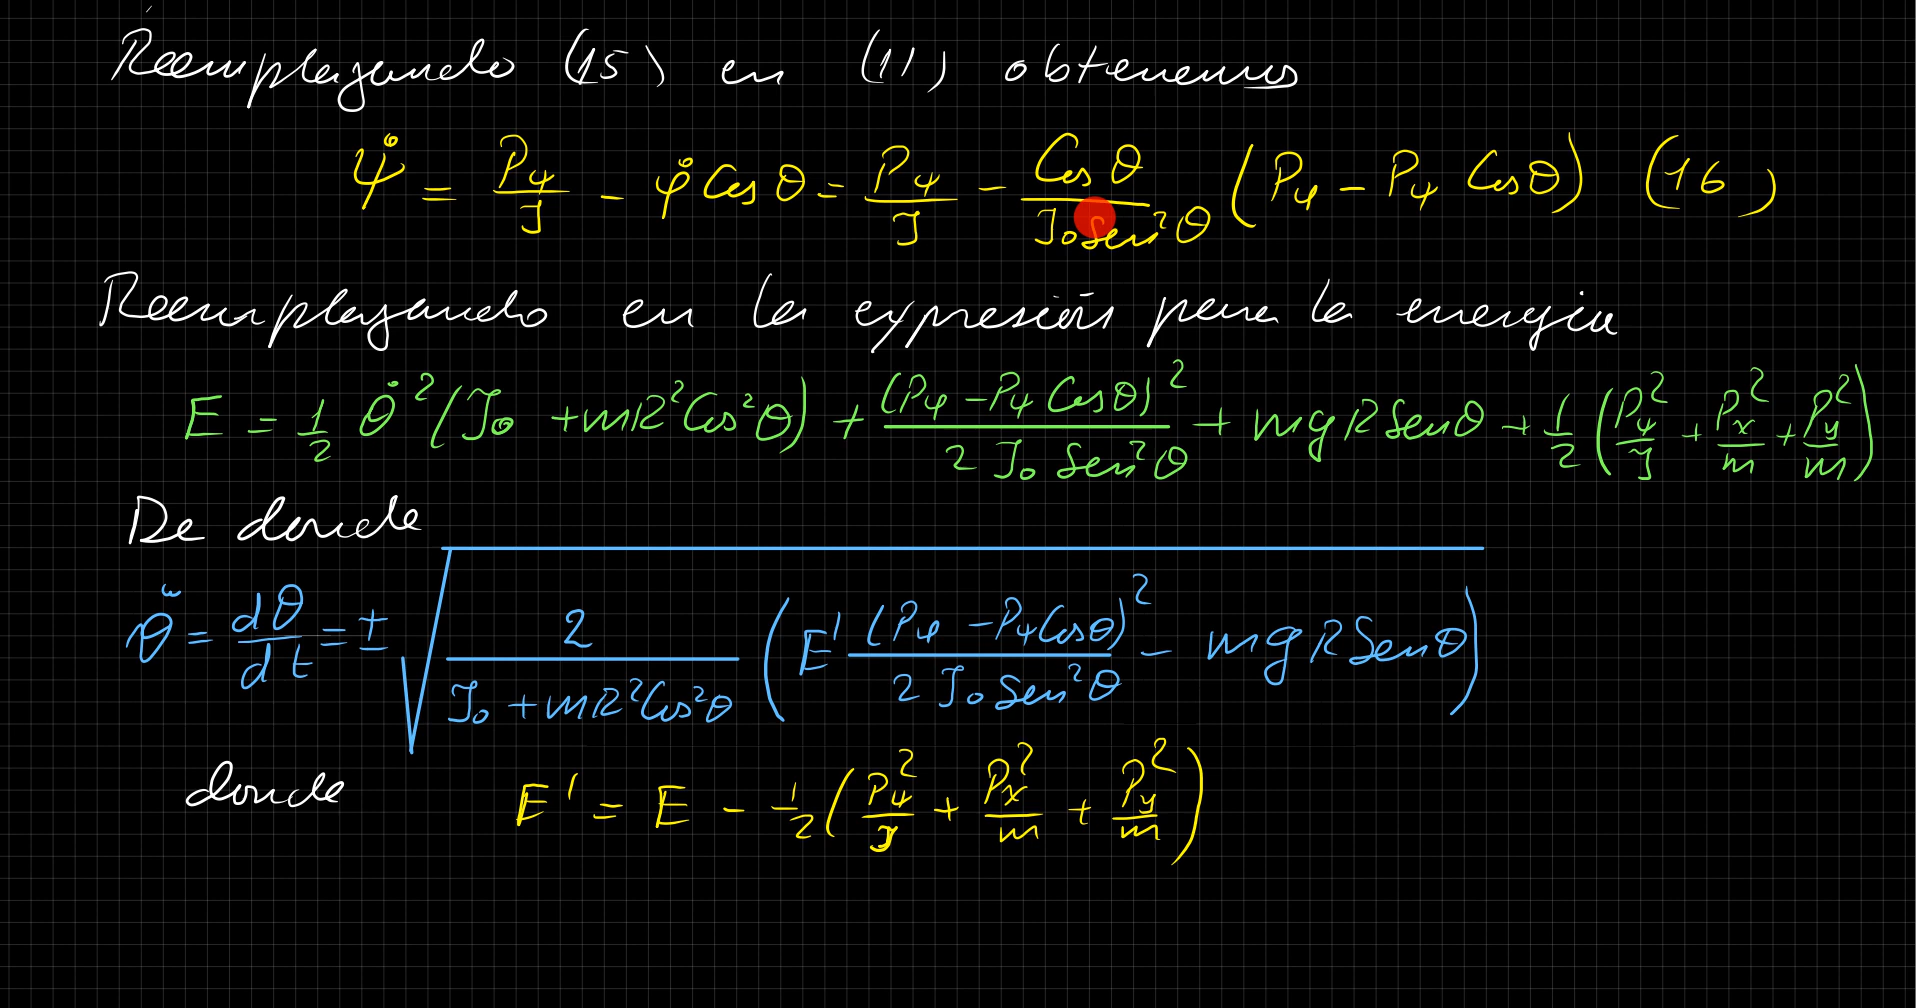 Reemplazando (15) en (11) obtenemos
ψ̇ = Pψ/J - φ̇ Cos θ = Pψ/J - Cos θ/(J₀ Sen²θ) (Pφ - Pψ Cos θ) (16)
Reemplazando en la expresión para la energía
E = 1/2 θ̇² (J₀ + mR² Cos²θ) + (Pφ - Pψ Cos θ)²/(2 J₀ Sen²θ) + mgR Sen θ + 1/2 (Pψ²/J + Px²/m + Py²/m)
De donde
θ̇ = dθ/dt = ± √(2/(J₀ + mR² Cos²θ) (E' (Pφ - Pψ Cos θ)²/(2 J₀ Sen²θ) - mgR Sen θ))
donde E' = E - 1/2 (Pψ²/J + Px²/m + Py²/m)